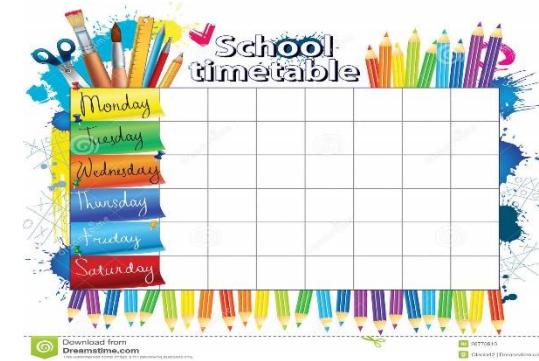 School
timetable
Monday
Tuesday
Wednesday
Thursday
Friday
Saturday
Download from
Dreamstime.com